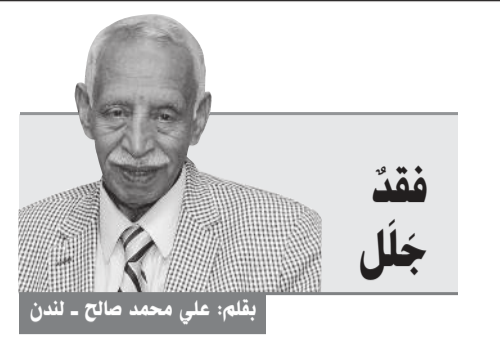 فقدٌ
جَلَل
بقلم: علي محمد صالح ـ لندن